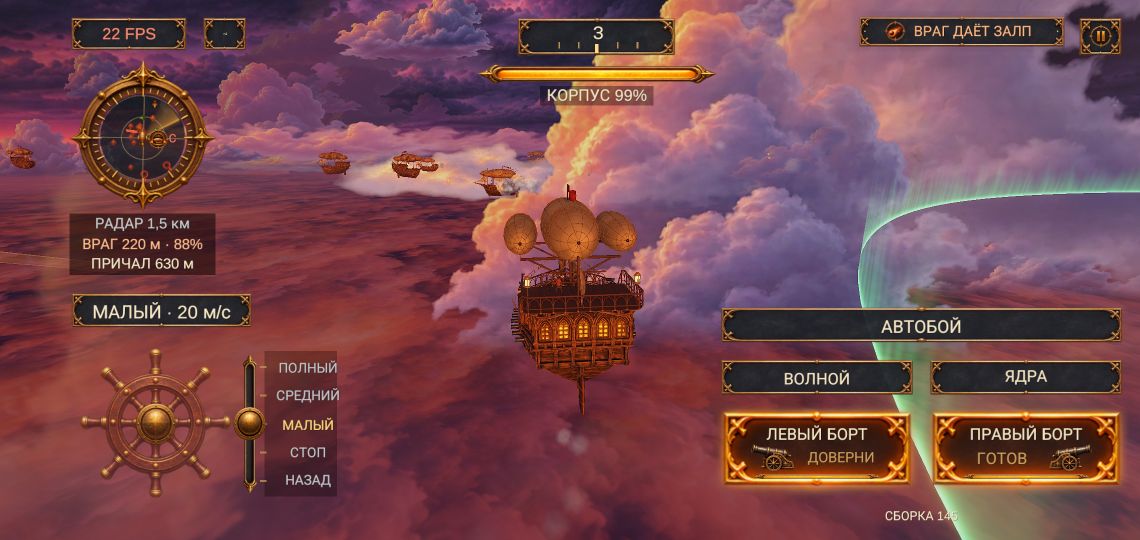 22 FPS
З
ВРАГ ДАЁТ ЗАЛП
КОРПУС 99%
С
РАДАР 1,5 км
ВРАГ 220 м · 88%
ПРИЧАЛ 630 м
МАЛЫЙ · 20 м/с
ПОЛНЫЙ
СРЕДНИЙ
МАЛЫЙ
СТОП
НАЗАД
АВТОБОЙ
ВОЛНОЙ
ЯДРА
ЛЕВЫЙ БОРТ
ДОВЕРНИ
ПРАВЫЙ БОРТ
ГОТОВ
СБОРКА 145